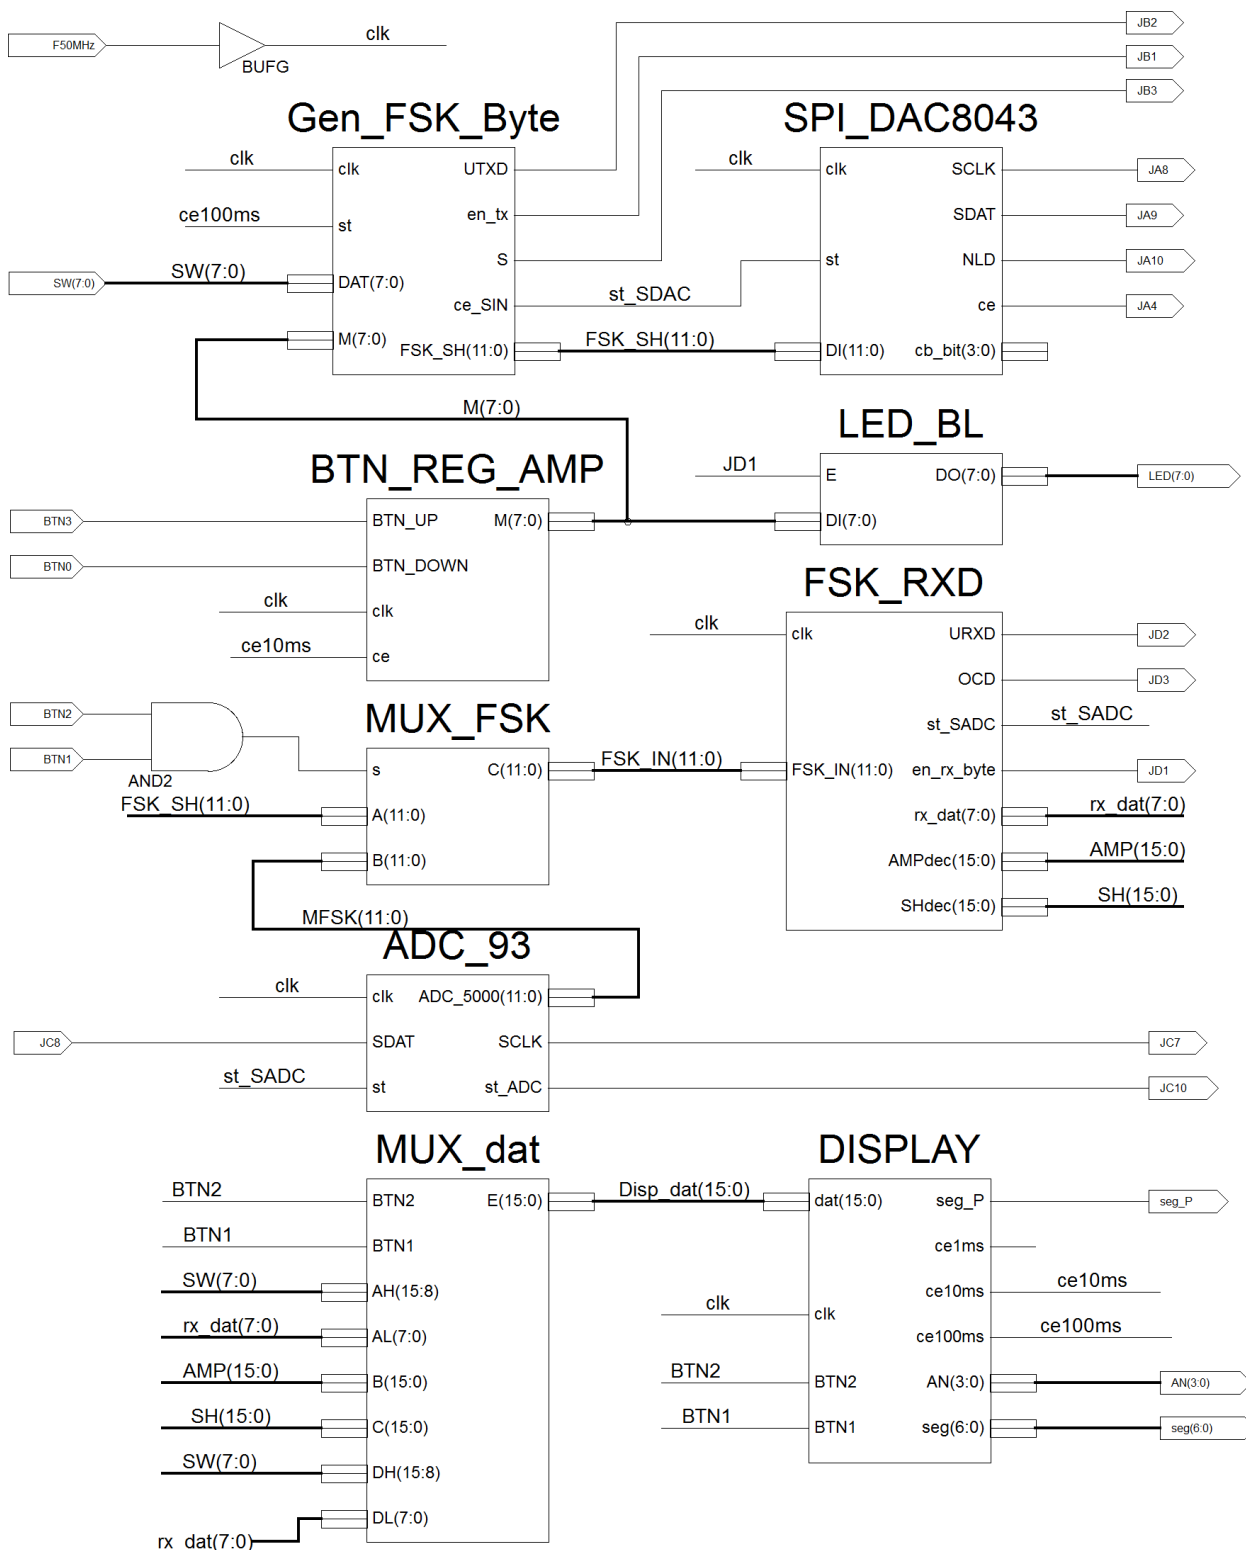 F50MHz
clk
BUFG
JB2
JB1
JB3
Gen_FSK_Byte
clk
ce100ms
SW(7:0)
SW(7:0)
clk
st
DAT(7:0)
M(7:0)
UTXD
en_tx
S
ce_SIN
FSK_SH(11:0)
st_SDAC
FSK_SH(11:0)
M(7:0)
SPI_DAC8043
clk
clk
st
DI(11:0)
SCLK
SDAT
NLD
ce
cb_bit(3:0)
JA8
JA9
JA10
JA4
BTN_REG_AMP
BTN3
BTN0
clk
ce10ms
BTN_UP
BTN_DOWN
clk
ce
M(7:0)
LED_BL
JD1
E
DI(7:0)
DO(7:0)
LED(7:0)
FSK_RXD
clk
clk
FSK_IN(11:0)
URXD
OCD
st_SADC
en_rx_byte
rx_dat(7:0)
AMPdec(15:0)
SHdec(15:0)
JD2
JD3
st_SADC
JD1
rx_dat(7:0)
AMP(15:0)
SH(15:0)
BTN2
BTN1
AND2
MUX_FSK
FSK_SH(11:0)
s
A(11:0)
B(11:0)
C(11:0)
FSK_IN(11:0)
MFSK(11:0)
ADC_93
clk
JC8
st_SADC
clk
SDAT
st
ADC_5000(11:0)
SCLK
st_ADC
JC7
JC10
MUX_dat
BTN2
BTN1
SW(7:0)
rx_dat(7:0)
AMP(15:0)
SH(15:0)
SW(7:0)
rx_dat(7:0)
BTN2
BTN1
AH(15:8)
AL(7:0)
B(15:0)
C(15:0)
DH(15:8)
DL(7:0)
E(15:0)
Disp_dat(15:0)
DISPLAY
clk
BTN2
BTN1
dat(15:0)
clk
BTN2
BTN1
seg_P
ce1ms
ce10ms
ce100ms
AN(3:0)
seg(6:0)
seg_P
ce10ms
ce100ms
AN(3:0)
seg(6:0)